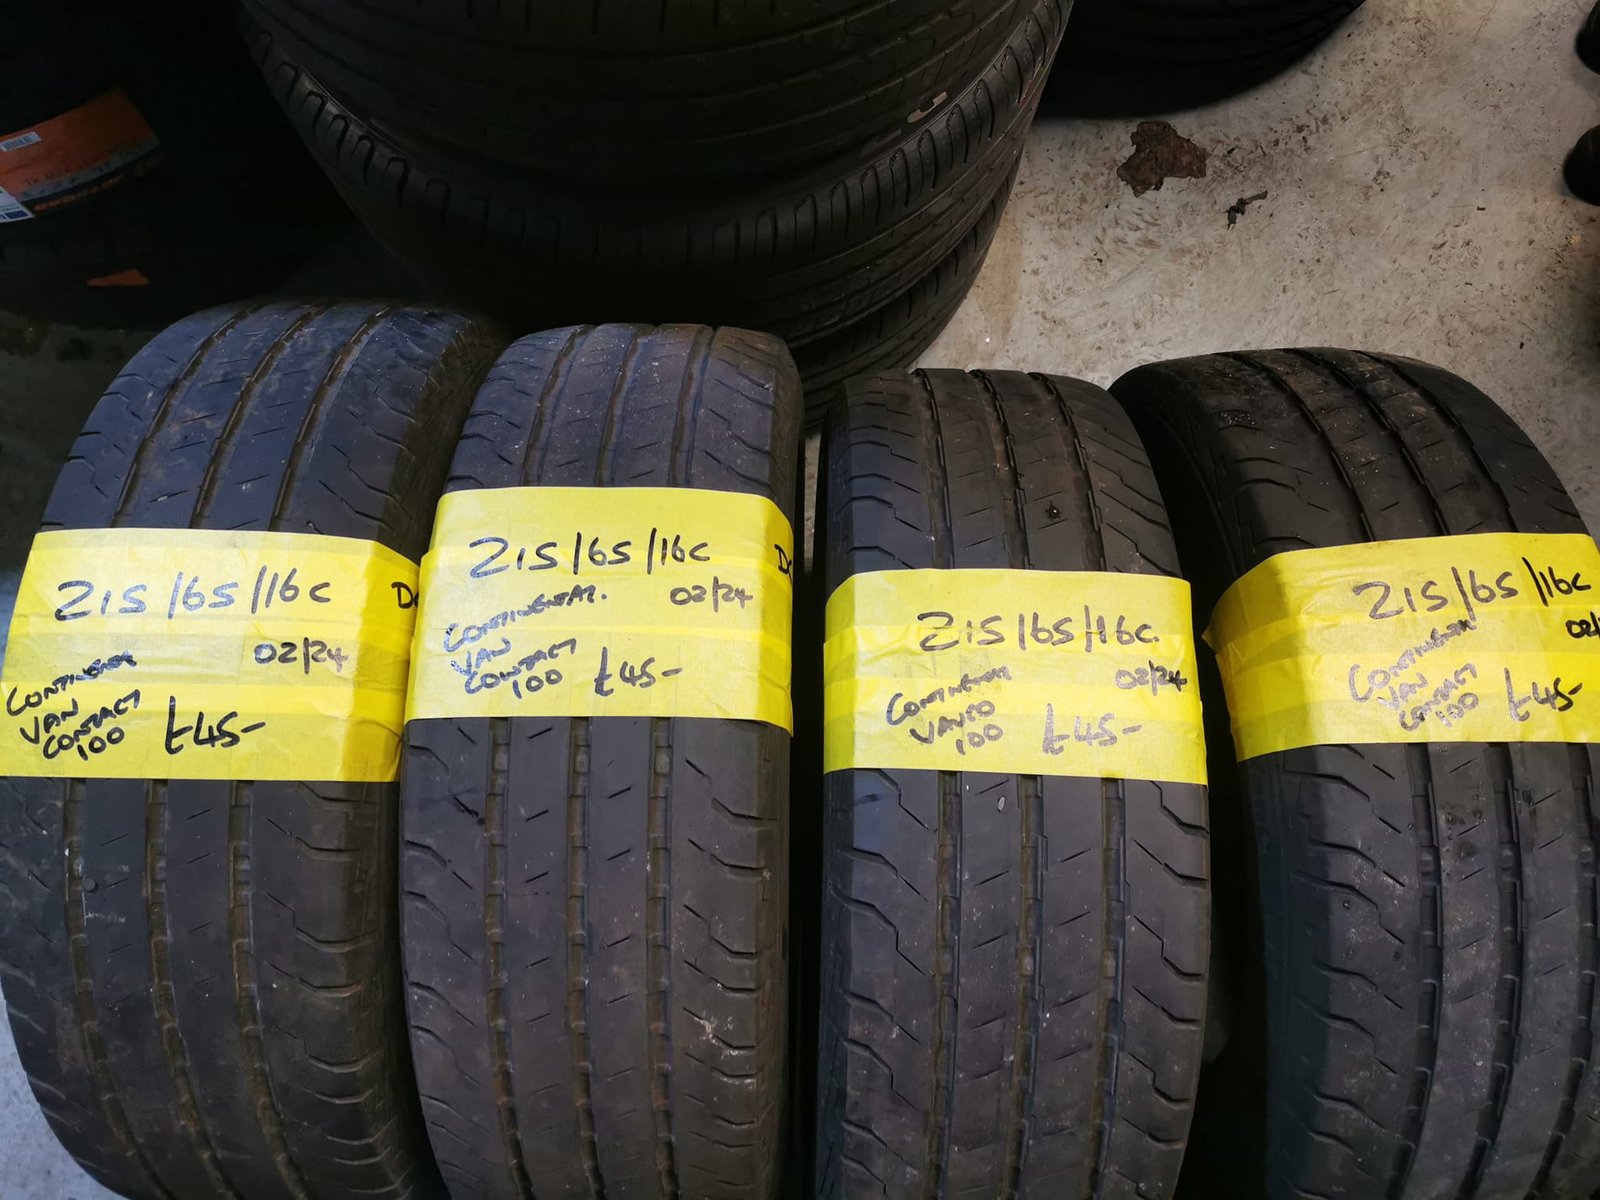 215/65/16C
02/24
CONTINENTAL
VAN
CONTACT
100
£45-
215/65/16C
02/24
CONTINENTAL.
VAN
CONTACT
100
£45-
215/65/16C.
02/24
CONTINENTAL
VANCO
100
£45-
215/65/16C
02/
CONTINENTAL
VAN
CONTACT
100
£45-